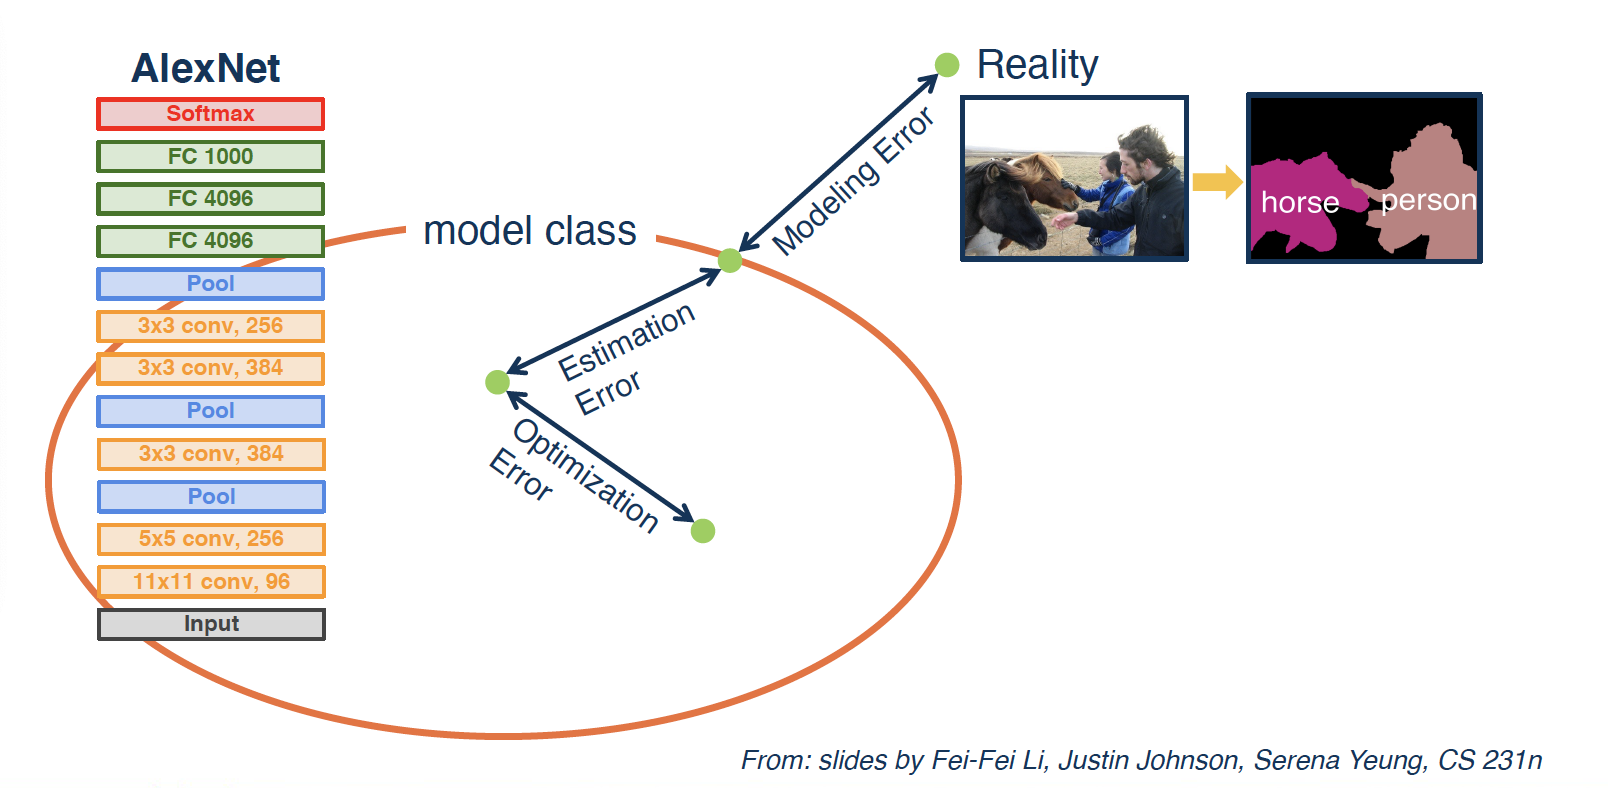 AlexNet
Softmax
FC 1000
FC 4096
FC 4096
Pool
3x3 conv, 256
3x3 conv, 384
Pool
3x3 conv, 384
Pool
5x5 conv, 256
11x11 conv, 96
Input
model class
Reality
Modeling Error
horse
person
Estimation
Error
Optimization
Error
From: slides by Fei-Fei Li, Justin Johnson, Serena Yeung, CS 231n